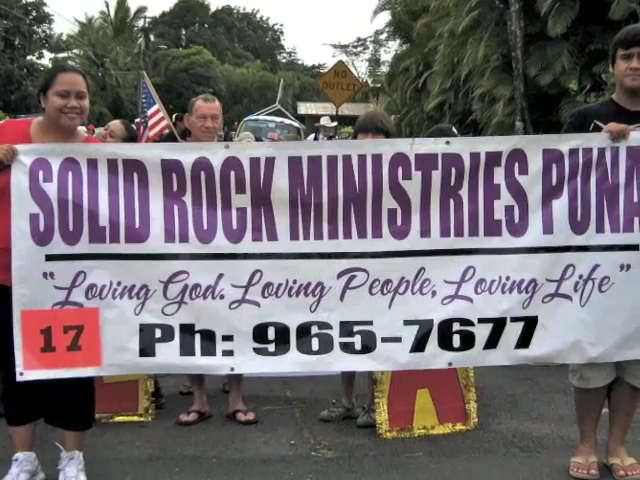 NO
OUTLET
SOLID ROCK MINISTRIES PUNA
"Loving God. Loving People, Loving Life"
17
Ph: 965-7677